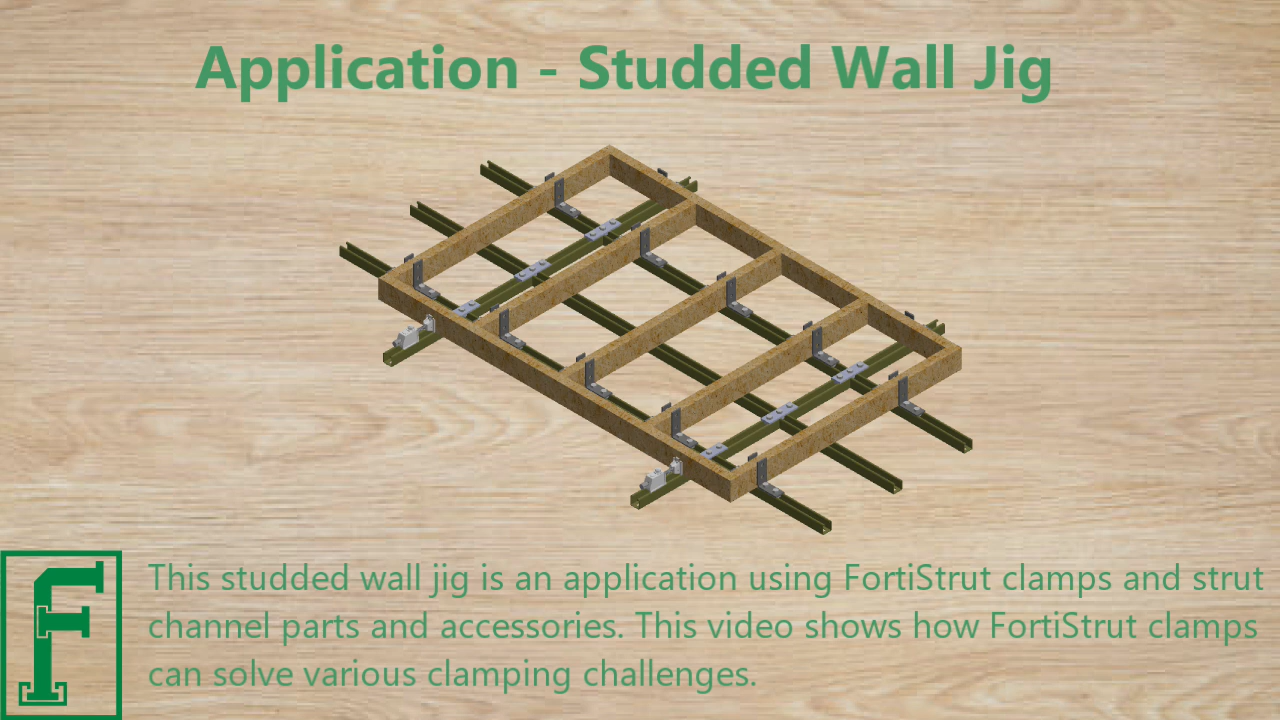 Application - Studded Wall Jig
This studded wall jig is an application using FortiStrut clamps and strut
channel parts and accessories. This video shows how FortiStrut clamps
can solve various clamping challenges.
F